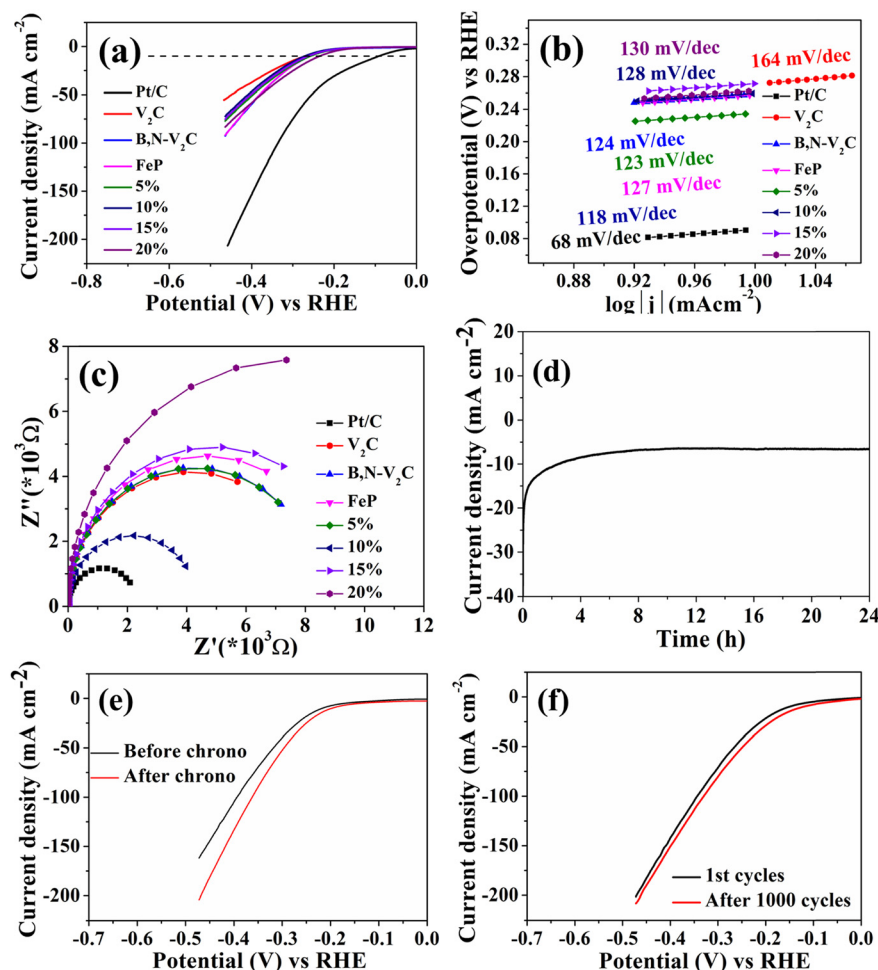 (a)
Current density (mA cm⁻²)
0
-50
-100
-150
-200
Pt/C
V₂C
B,N-V₂C
FeP
5%
10%
15%
20%
-0.8 -0.6 -0.4 -0.2 0.0
Potential (V) vs RHE
(b)
Overpotential (V) vs RHE
0.32
0.28
0.24
0.20
0.16
0.12
0.08
130 mV/dec
164 mV/dec
128 mV/dec
124 mV/dec
123 mV/dec
127 mV/dec
118 mV/dec
68 mV/dec
Pt/C
V₂C
B,N-V₂C
FeP
5%
10%
15%
20%
0.88 0.92 0.96 1.00 1.04
log|j|(mAcm⁻²)
(c)
Z''(*10³Ω)
8
6
4
2
0
Pt/C
V₂C
B,N-V₂C
FeP
5%
10%
15%
20%
0 2 4 6 8 10 12
Z'(*10³Ω)
(d)
Current density (mA cm⁻²)
20
10
0
-10
-20
-30
-40
0 4 8 12 16 20 24
Time (h)
(e)
Current density (mA cm⁻²)
0
-50
-100
-150
-200
Before chrono
After chrono
-0.7 -0.6 -0.5 -0.4 -0.3 -0.2 -0.1 0.0
Potential (V) vs RHE
(f)
Current density (mA cm⁻²)
0
-50
-100
-150
-200
1st cycles
After 1000 cycles
-0.7 -0.6 -0.5 -0.4 -0.3 -0.2 -0.1 0.0
Potential (V) vs RHE